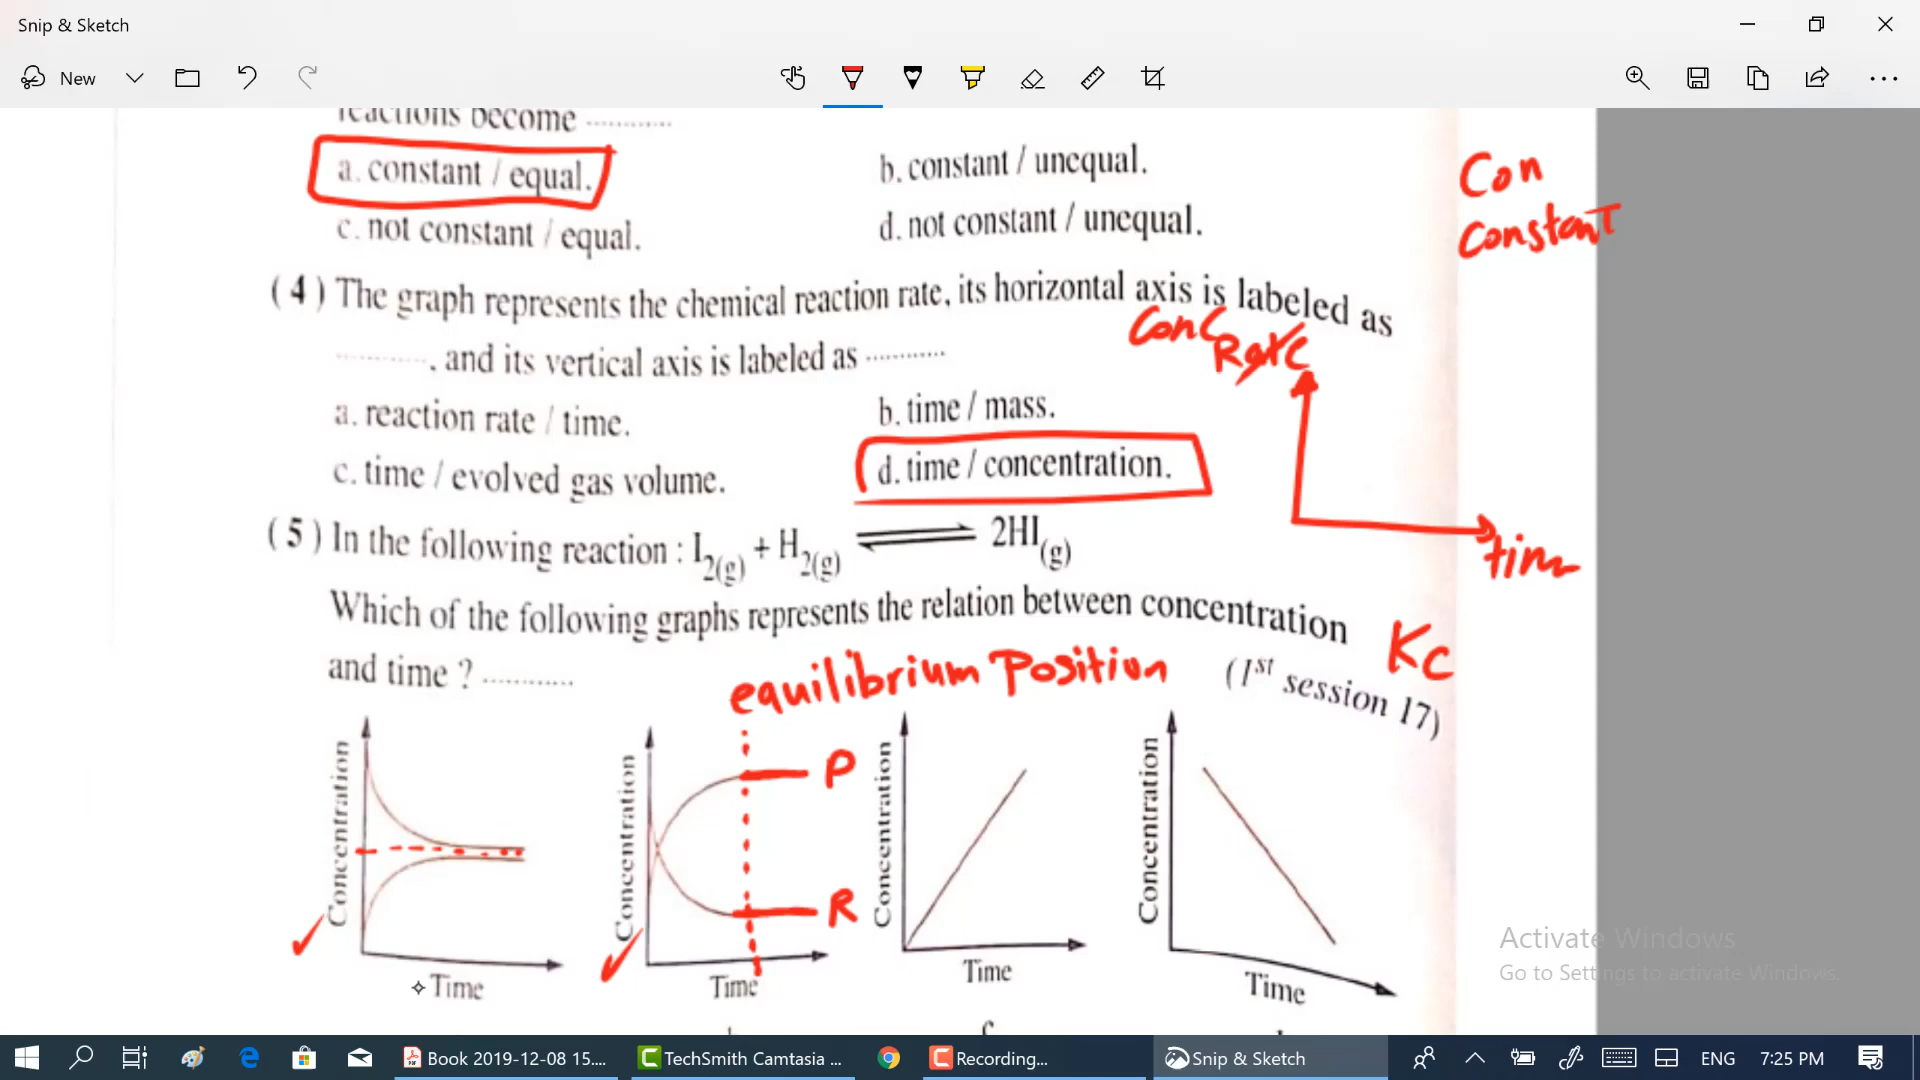 Snip & Sketch
New
reactions become ............
a. constant / equal.
b. constant / unequal.
Con
constanT
c. not constant / equal.
d. not constant / unequal.
( 4 ) The graph represents the chemical reaction rate, its horizontal axis is labeled as
............ , and its vertical axis is labeled as ............
Conc
Rate
a. reaction rate / time.
b. time / mass.
c. time / evolved gas volume.
d. time / concentration.
time
( 5 ) In the following reaction : I2(g) + H2(g) ⇌ 2HI(g)
Which of the following graphs represents the relation between concentration
and time ? ............
(1st session 17)
Kc
equilibrium Position
Concentration
Time
Concentration
P
R
Time
Concentration
Time
Concentration
Time
Activate Windows
Go to Settings to activate Windows.
Book 2019-12-08 15....
TechSmith Camtasia ...
Recording...
Snip & Sketch
ENG
7:25 PM